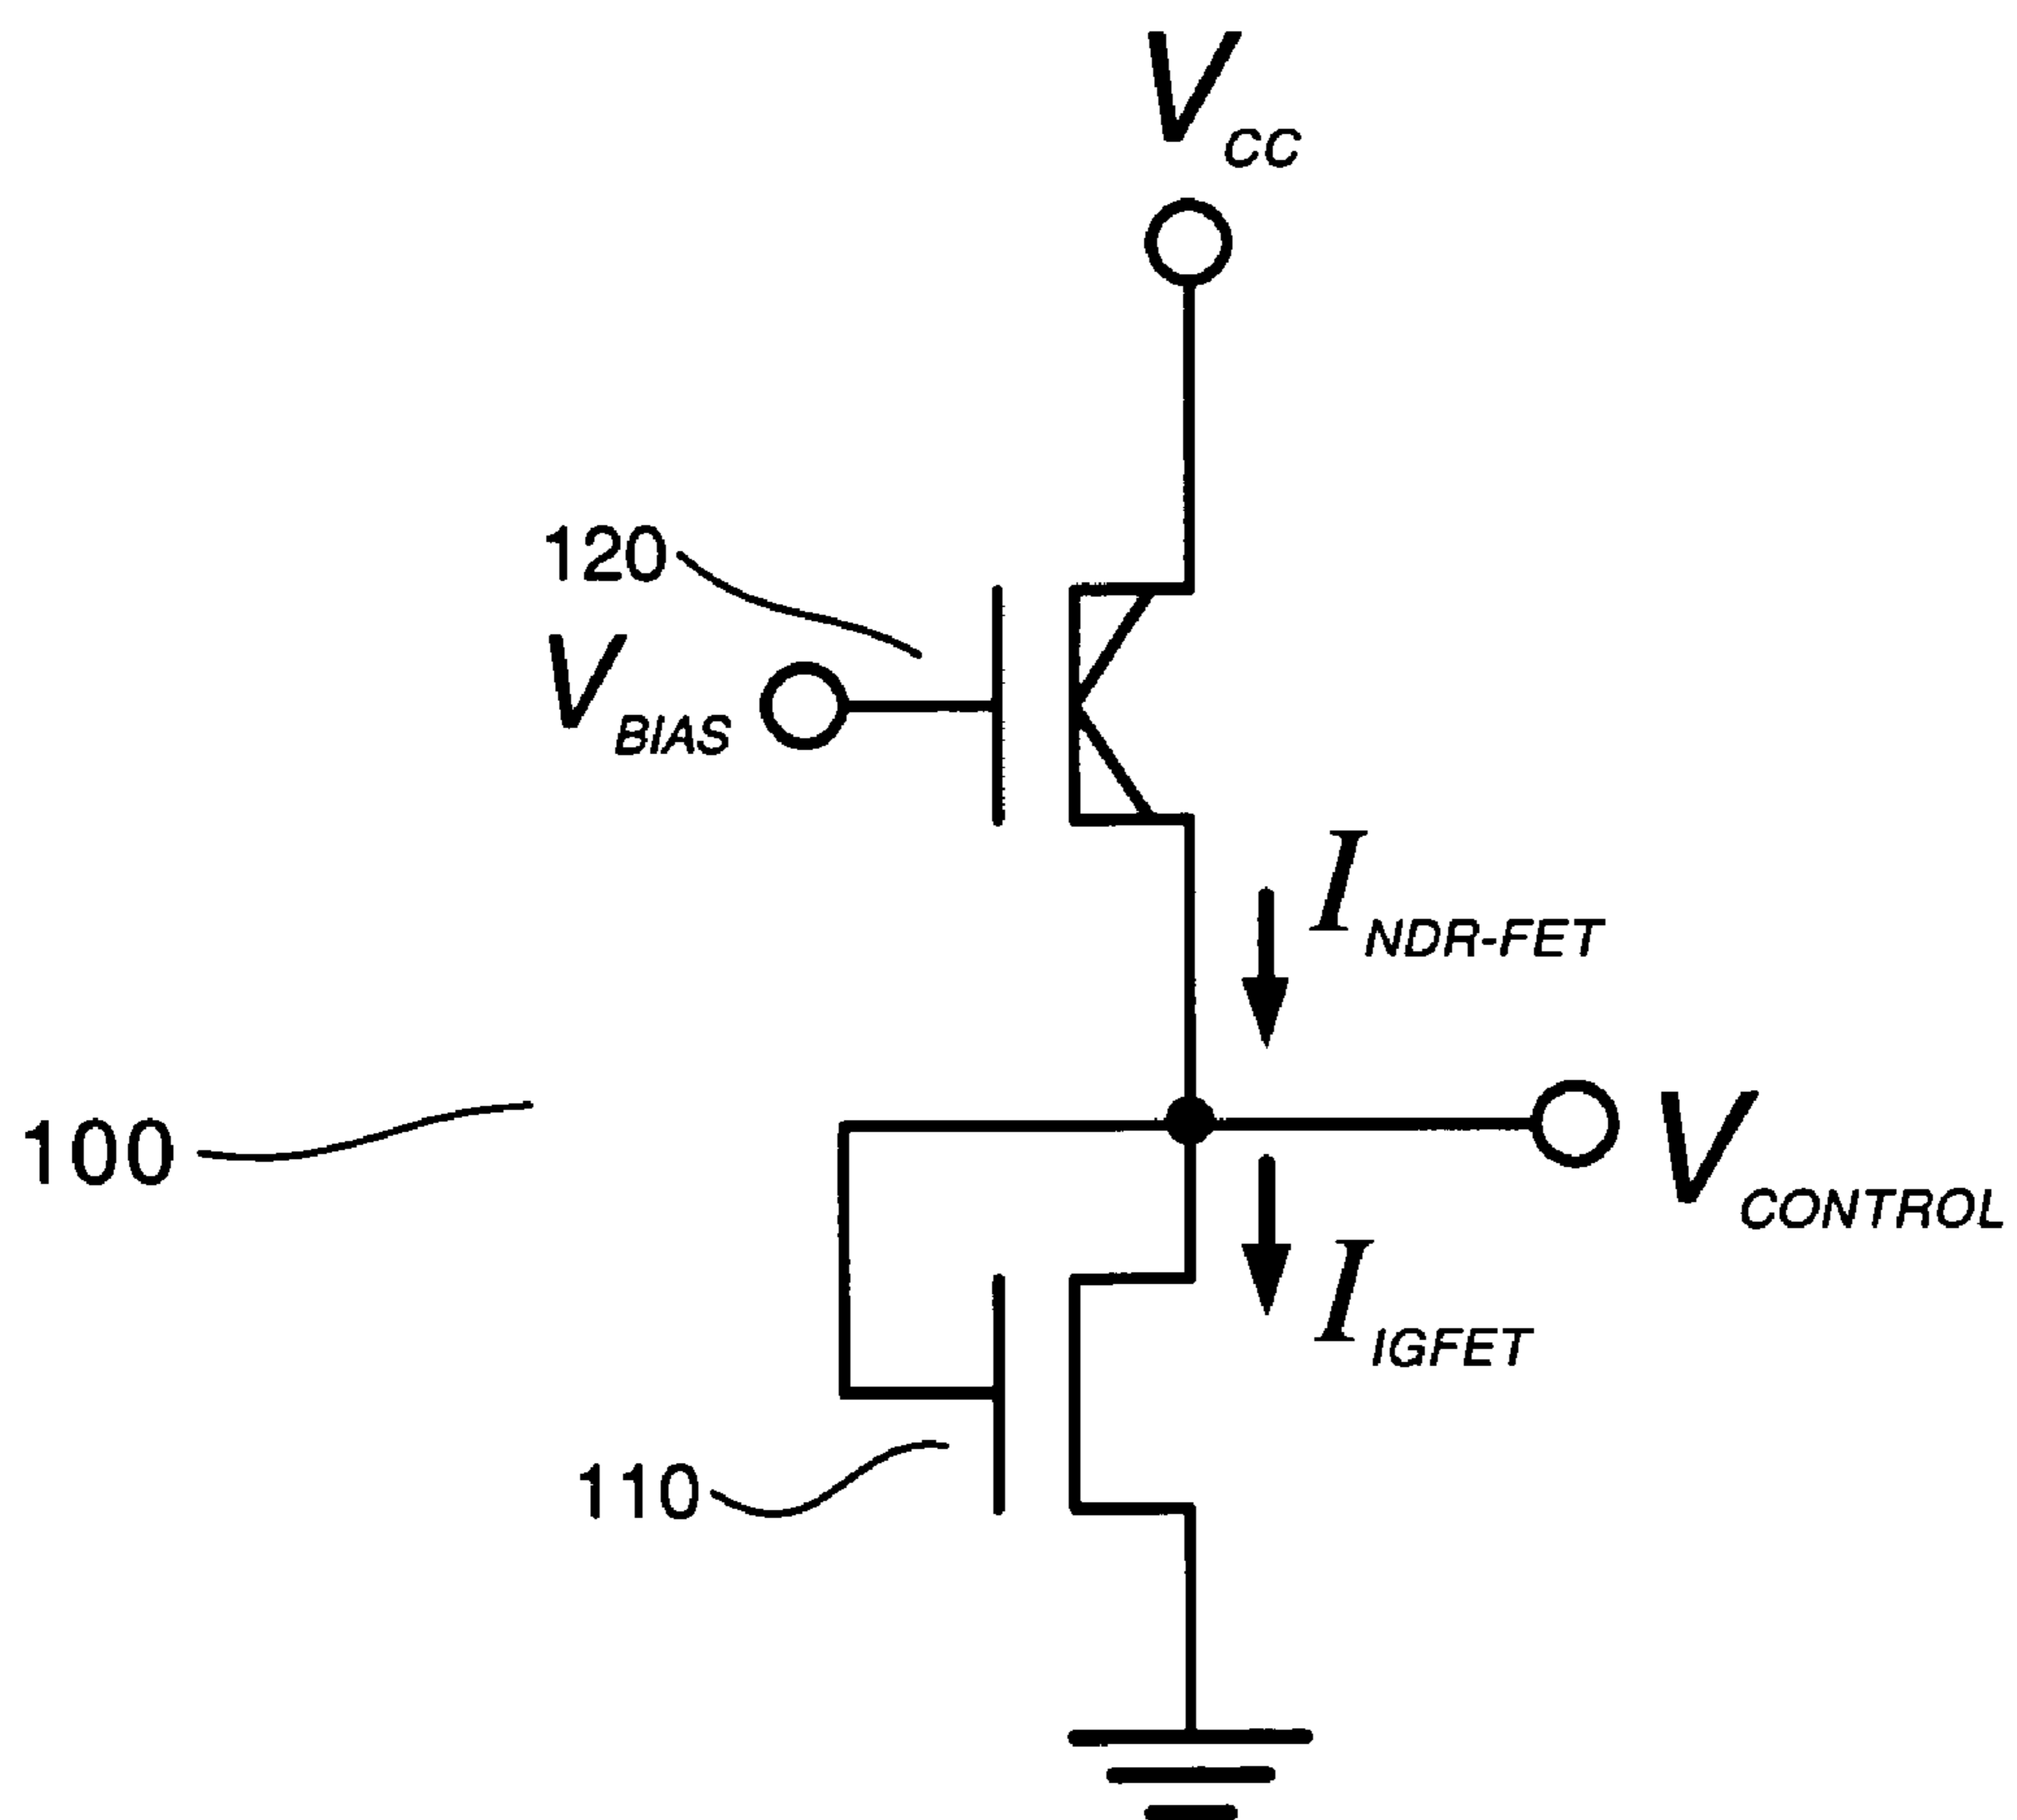 VCC
120
VBIAS
INDR-FET
100
VCONTROL
IIGFET
110